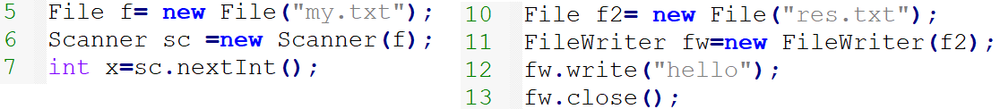 5 File f= new File("my.txt");
6 Scanner sc =new Scanner(f);
7 int x=sc.nextInt();
10 File f2= new File("res.txt");
11 FileWriter fw=new FileWriter(f2);
12 fw.write("hello");
13 fw.close();